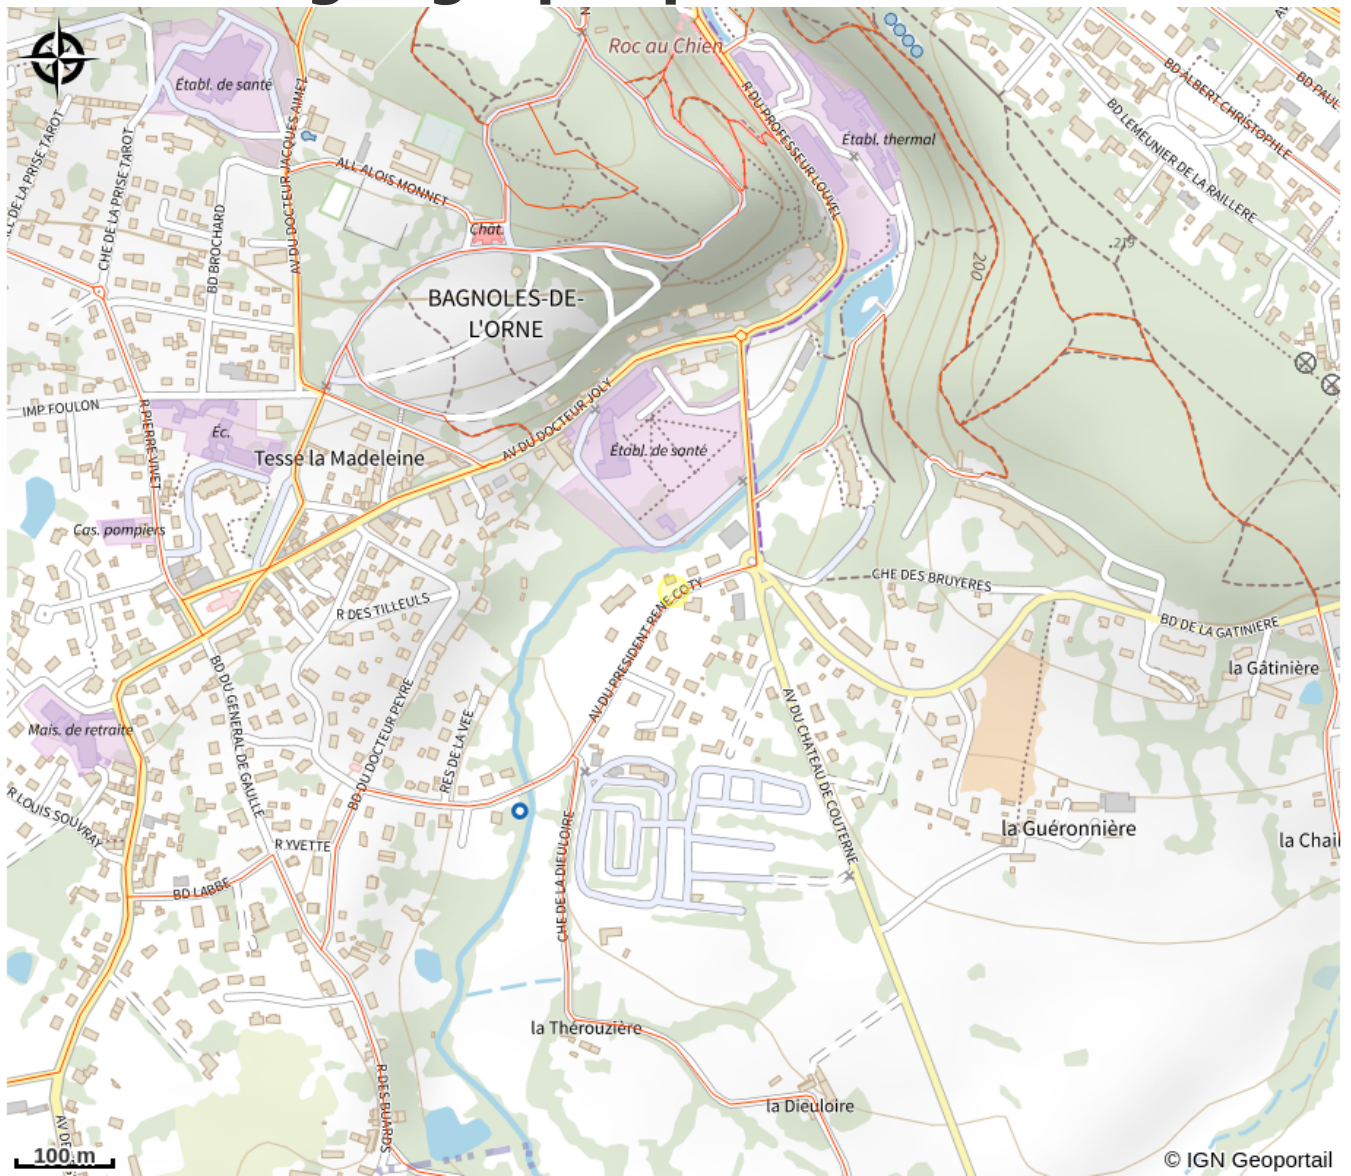 Roc au Chien
Établ. de santé
R DU PROFESSEUR LOUVEL
BD ALBERT CHRISTOPHLE
BD PAUL
BD LEMEUNIER DE LA RAILLERE
Établ. thermal
CHE DE LA PRISE TAROT
AV DU DOCTEUR JACQUES AIMEZ
ALL ALOIS MONNET
BD BROCHARD
Chât.
219
200
BAGNOLES-DE-
L'ORNE
IMP FOULON
R PIERRE VIVET
Éc.
AV DU DOCTEUR JOLY
Établ. de santé
Tesse la Madeleine
Cas. pompiers
CHE DES BRUYERES
R DES TILLEULS
AV DU PRESIDENT RENE COTY
BD DE LA GATINIERE
la Gâtinière
BD DU GENERAL DE GAULLE
BD DU DOCTEUR PEYRE
RES DE LA VEE
AV DU CHATEAU DE COUTERNE
Mais. de retraite
R LOUIS SOUVRAY
R YVETTE
BD LABBE
CHE DE LA DIEULOIRE
la Guéronnière
la Chai
la Thérouzière
la Dieuloire
R DES BUARDS
AV DE
100 m
© IGN Geoportail